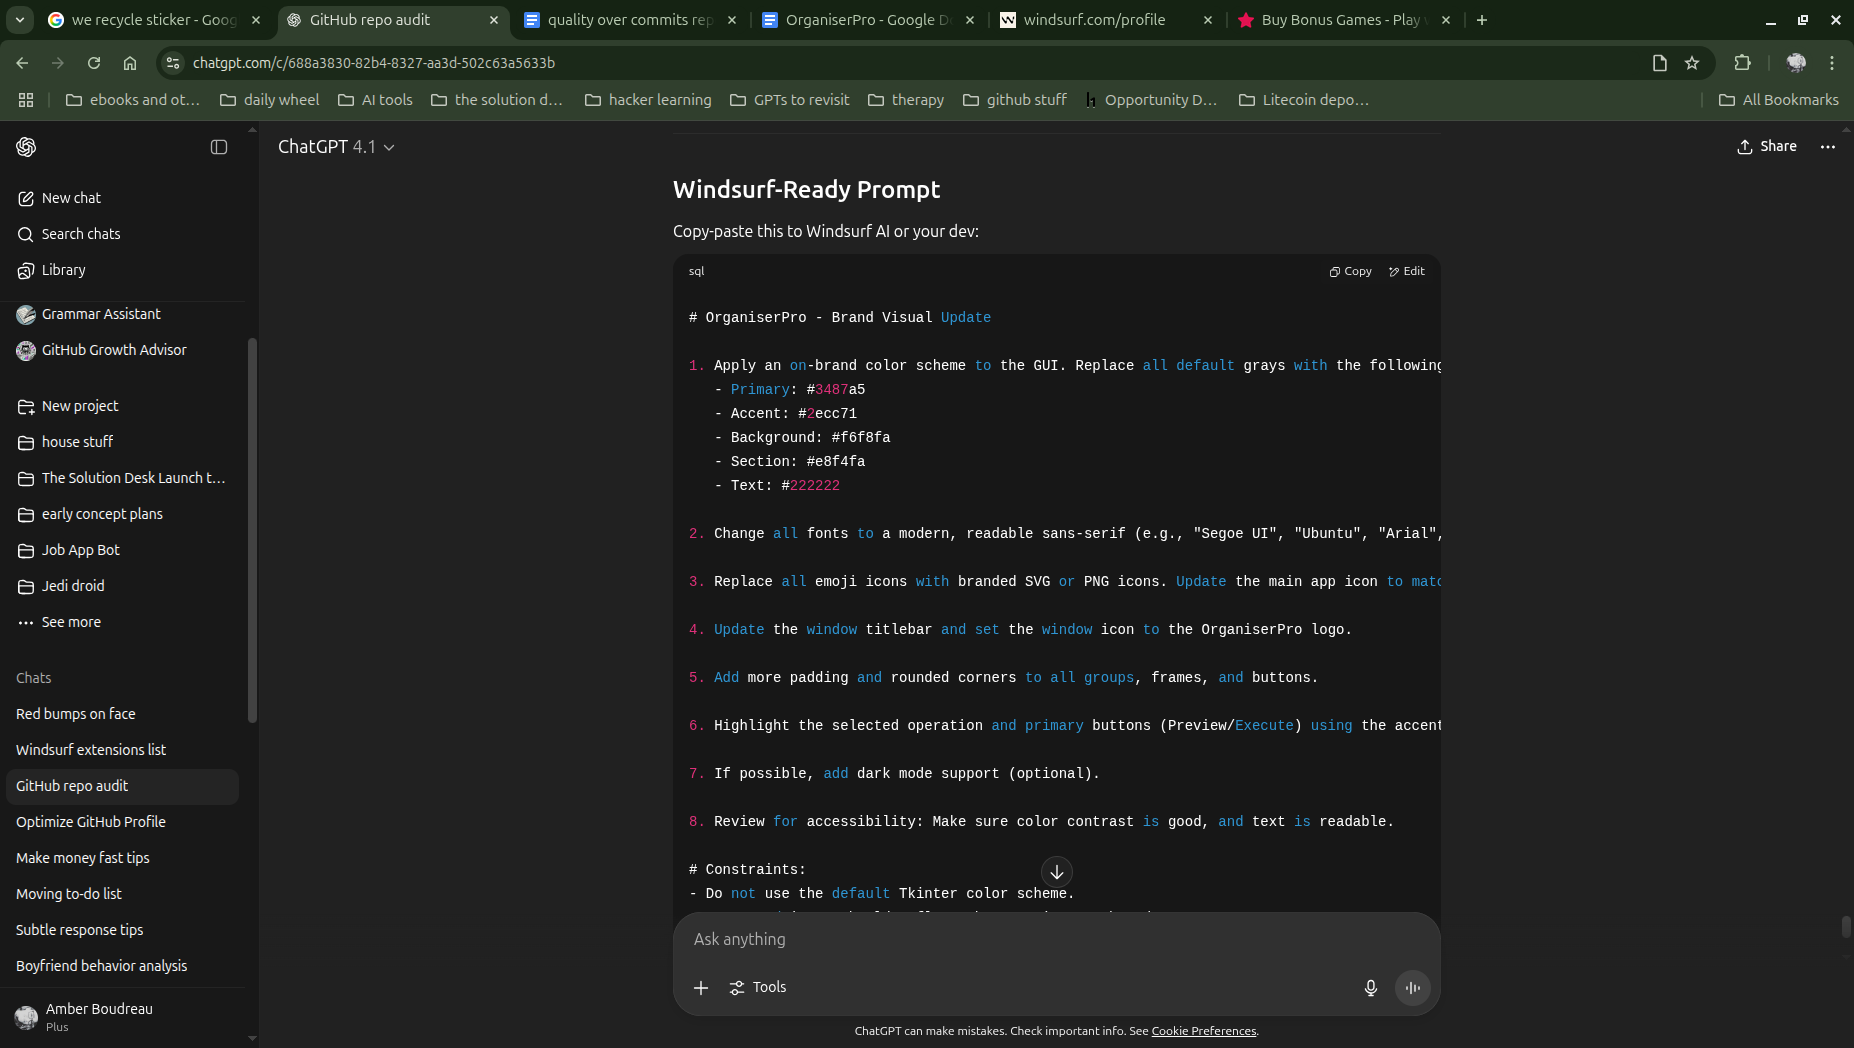 we recycle sticker - Goog
GitHub repo audit
quality over commits rep
OrganiserPro - Google D
windsurf.com/profile
Buy Bonus Games - Play
chatgpt.com/c/688a3830-82b4-8327-aa3d-502c63a5633b
ebooks and ot...
daily wheel
AI tools
the solution d...
hacker learning
GPTs to revisit
therapy
github stuff
Opportunity D...
Litecoin depo...
All Bookmarks
New chat
Search chats
Library
Grammar Assistant
GitHub Growth Advisor
New project
house stuff
The Solution Desk Launch t...
early concept plans
Job App Bot
Jedi droid
See more
Chats
Red bumps on face
Windsurf extensions list
GitHub repo audit
Optimize GitHub Profile
Make money fast tips
Moving to-do list
Subtle response tips
Boyfriend behavior analysis
Amber Boudreau
Plus
ChatGPT 4.1
Share
Windsurf-Ready Prompt
Copy-paste this to Windsurf AI or your dev:
sql
Copy
Edit
# OrganiserPro - Brand Visual Update
1. Apply an on-brand color scheme to the GUI. Replace all default grays with the following
- Primary: #3487a5
- Accent: #2ecc71
- Background: #f6f8fa
- Section: #e8f4fa
- Text: #222222
2. Change all fonts to a modern, readable sans-serif (e.g., "Segoe UI", "Ubuntu", "Arial",
3. Replace all emoji icons with branded SVG or PNG icons. Update the main app icon to matc
4. Update the window titlebar and set the window icon to the OrganiserPro logo.
5. Add more padding and rounded corners to all groups, frames, and buttons.
6. Highlight the selected operation and primary buttons (Preview/Execute) using the accent
7. If possible, add dark mode support (optional).
8. Review for accessibility: Make sure color contrast is good, and text is readable.
# Constraints:
- Do not use the default Tkinter color scheme.
Ask anything
Tools
ChatGPT can make mistakes. Check important info. See Cookie Preferences.